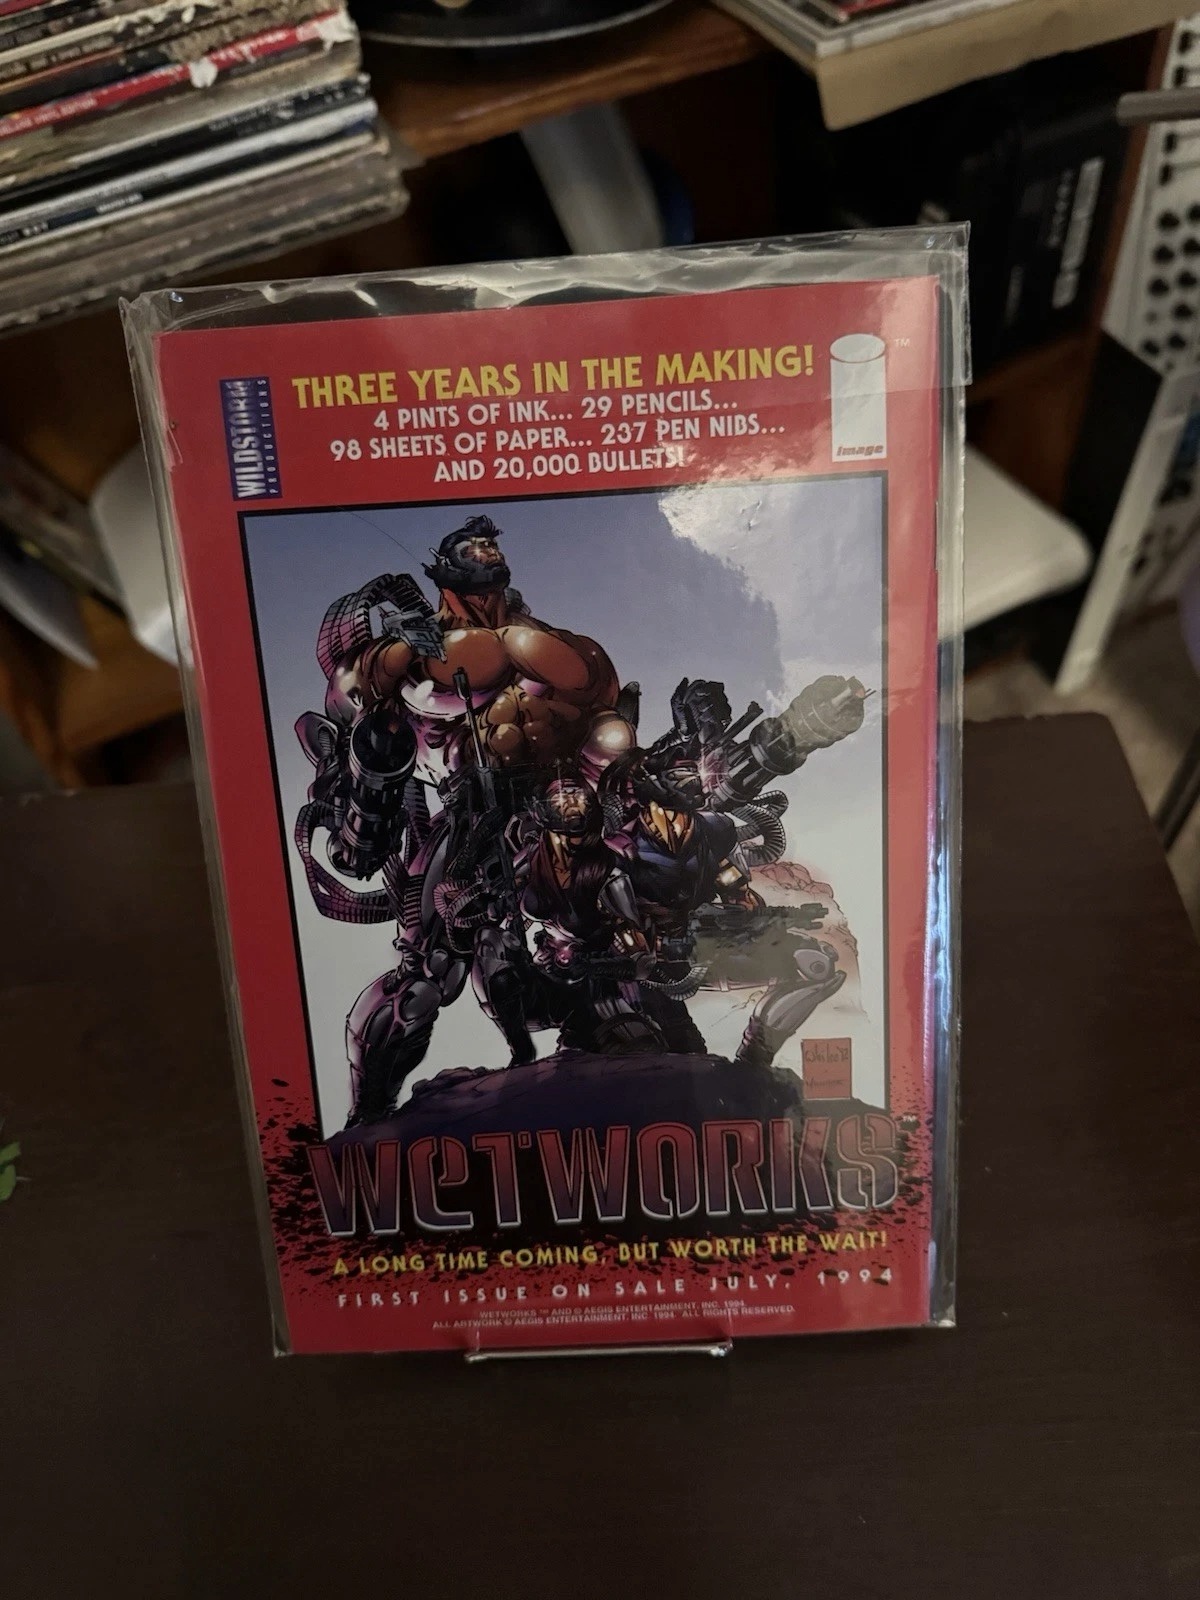 WILDSTORM
PRODUCTIONS
THREE YEARS IN THE MAKING!
4 PINTS OF INK... 29 PENCILS...
98 SHEETS OF PAPER... 237 PEN NIBS...
AND 20,000 BULLETS!
TM
image
WETWORKS™
A LONG TIME COMING, BUT WORTH THE WAIT!
FIRST ISSUE ON SALE JULY, 1994
WETWORKS ™ AND © AEGIS ENTERTAINMENT, INC. 1994
ALL ARTWORK © AEGIS ENTERTAINMENT, INC. 1994 ALL RIGHTS RESERVED.